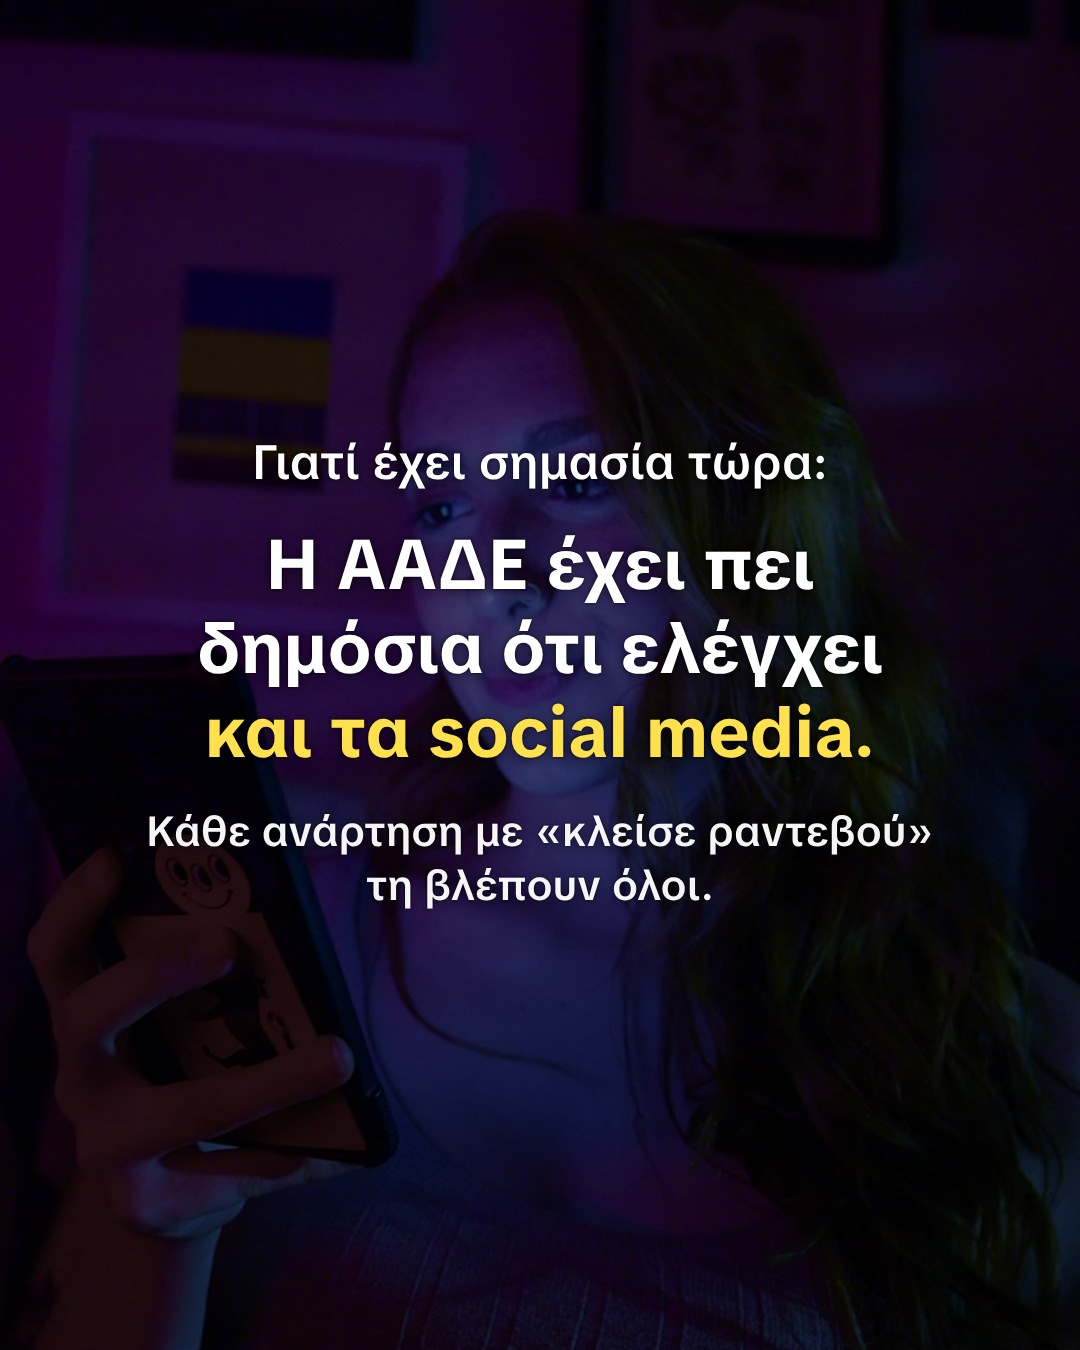 Γιατί έχει σημασία τώρα:
Η ΑΑΔΕ έχει πει
δημόσια ότι ελέγχει
και τα social media.
Κάθε ανάρτηση με «κλείσε ραντεβού»
τη βλέπουν όλοι.